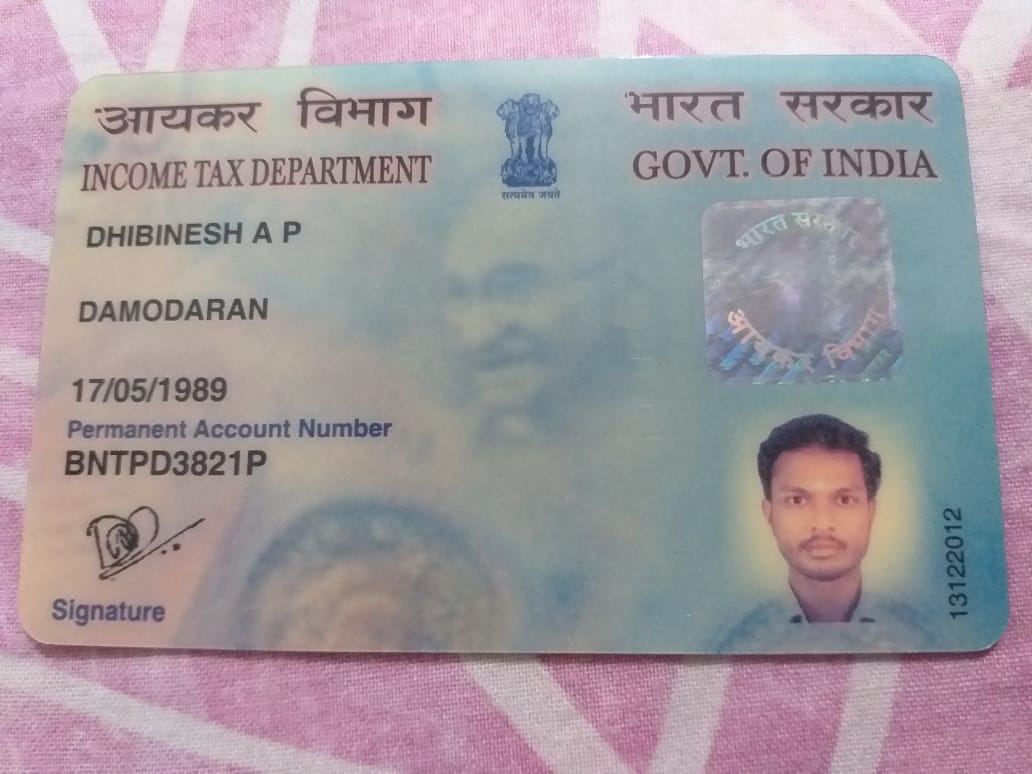 आयकर विभाग
INCOME TAX DEPARTMENT
सत्यमेव जयते
भारत सरकार
GOVT. OF INDIA
DHIBINESH A P
DAMODARAN
17/05/1989
Permanent Account Number
BNTPD3821P
Signature
भारत सरकार
आयकर विभाग
13122012